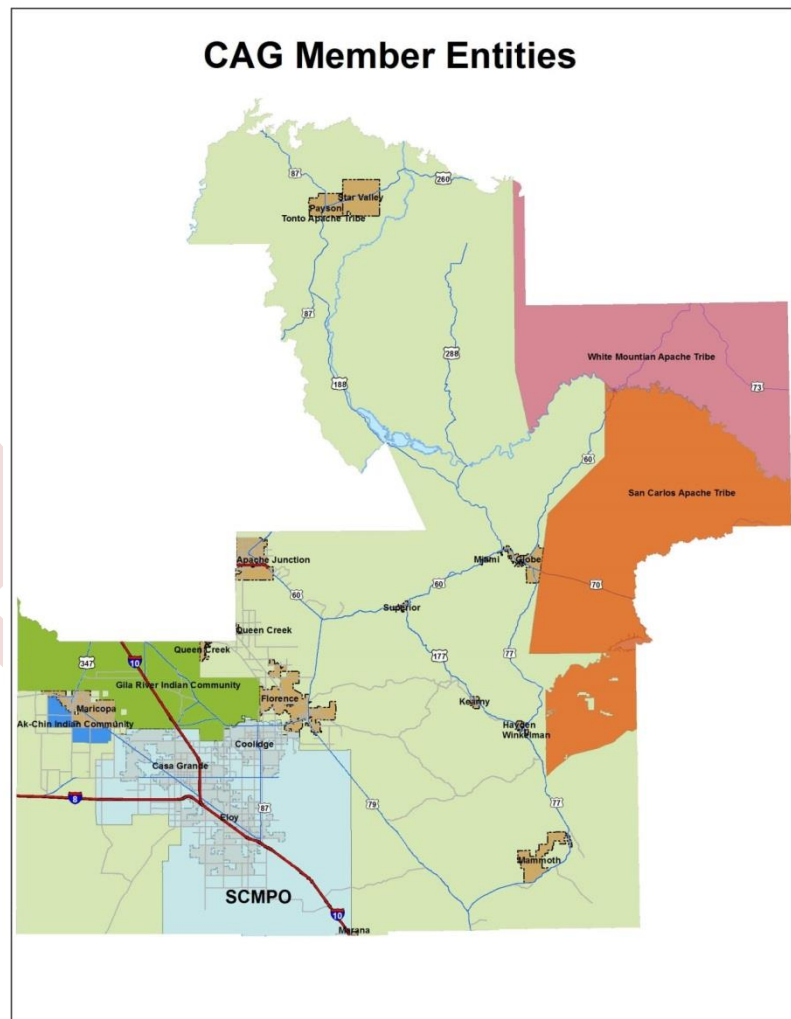 CAG Member Entities
87
260
Star Valley
Payson
Tonto Apache Tribe
87
288
188
White Mountian Apache Tribe
73
60
San Carlos Apache Tribe
Apache Junction
Miami
Globe
60
60
70
Superior
Queen Creek
Queen Creek
347
10
177
77
Gila River Indian Community
Florence
Kearny
Maricopa
Ak-Chin Indian Community
Hayden
Winkelman
Coolidge
Casa Grande
8
87
79
77
Eloy
Mammoth
SCMPO
10
Marana